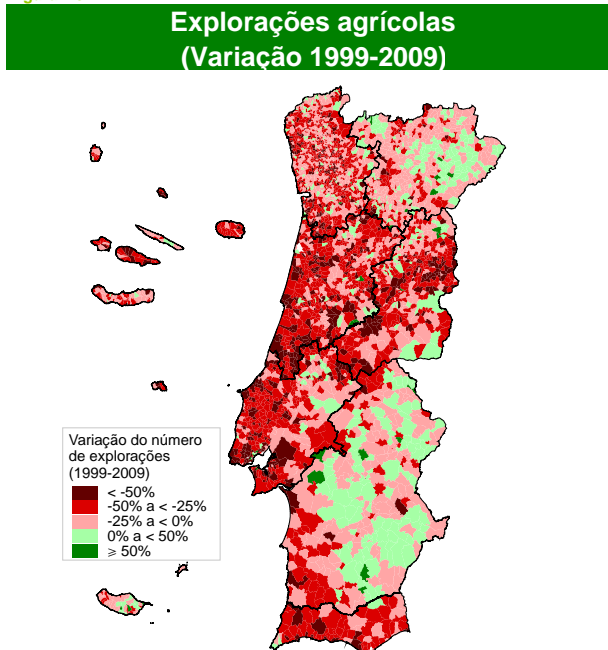 Explorações agrícolas
(Variação 1999-2009)
Variação do número
de explorações
(1999-2009)
< -50%
-50% a < -25%
-25% a < 0%
0% a < 50%
≥ 50%